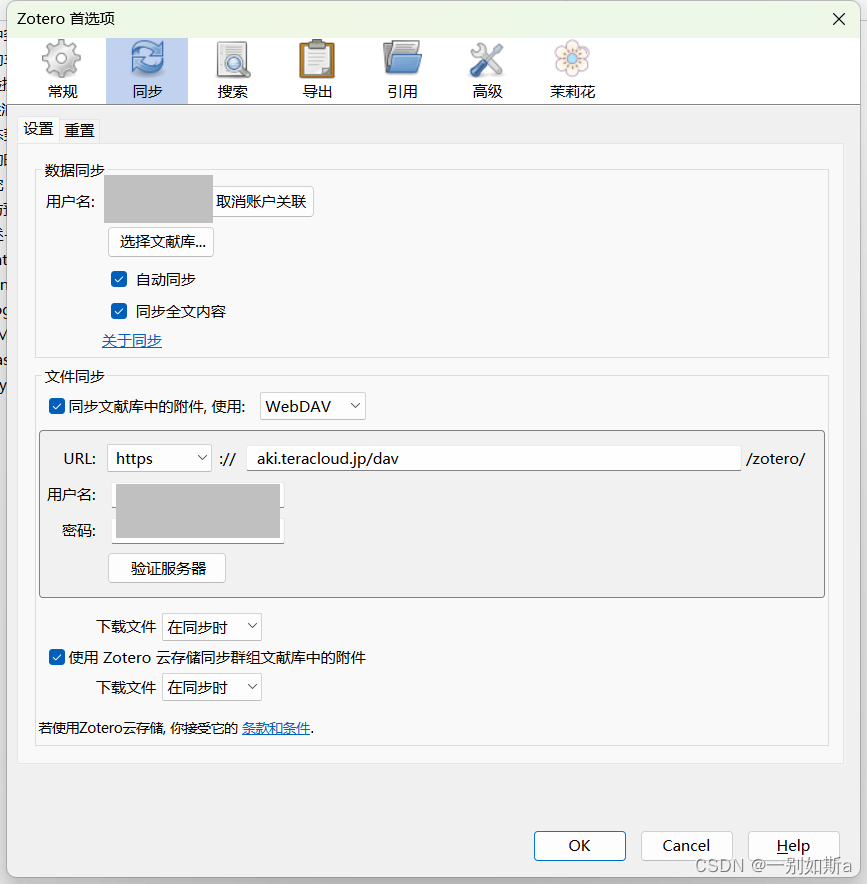 Zotero 首选项
常规 同步 搜索 导出 引用 高级 茉莉花
设置 重置
数据同步
用户名: 取消账户关联
选择文献库...
自动同步
同步全文内容
关于同步
文件同步
同步文献库中的附件, 使用: WebDAV
URL: https :// aki.teracloud.jp/dav /zotero/
用户名:
密码:
验证服务器
下载文件 在同步时
使用 Zotero 云存储同步群组文献库中的附件
下载文件 在同步时
若使用Zotero云存储, 你接受它的 条款和条件.
OK Cancel Help
CSDN @一别如斯a